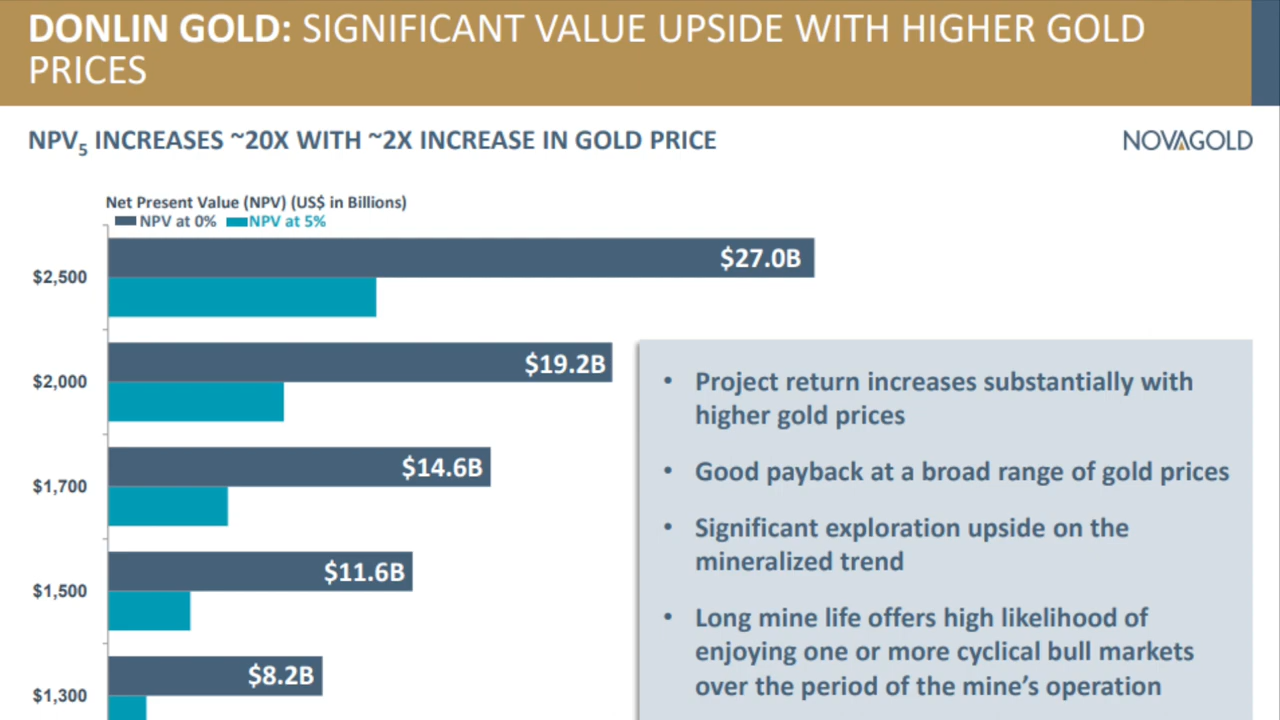 DONLIN GOLD: SIGNIFICANT VALUE UPSIDE WITH HIGHER GOLD
PRICES
NPV5 INCREASES ~20X WITH ~2X INCREASE IN GOLD PRICE
NOVAGOLD
Net Present Value (NPV) (US$ in Billions)
NPV at 0% NPV at 5%
$2,500
$27.0B
$2,000
$19.2B
$1,700
$14.6B
$1,500
$11.6B
$1,300
$8.2B
• Project return increases substantially with
higher gold prices
• Good payback at a broad range of gold prices
• Significant exploration upside on the
mineralized trend
• Long mine life offers high likelihood of
enjoying one or more cyclical bull markets
over the period of the mine's operation